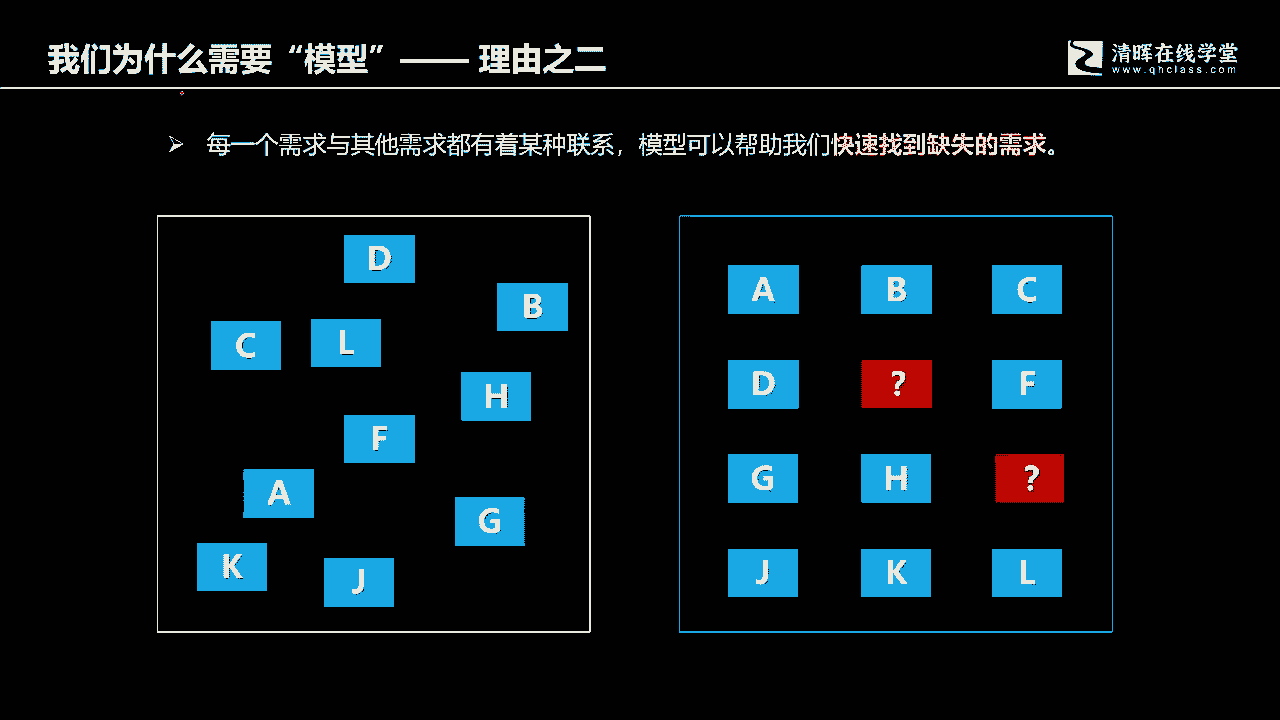 我们为什么需要“模型”—— 理由之二
清晖在线学堂
www.qhclass.com
➢ 每一个需求与其他需求都有着某种联系，模型可以帮助我们快速找到缺失的需求。
D
B
C
L
H
F
A
G
K
J
A B C
D ? F
G H ?
J K L